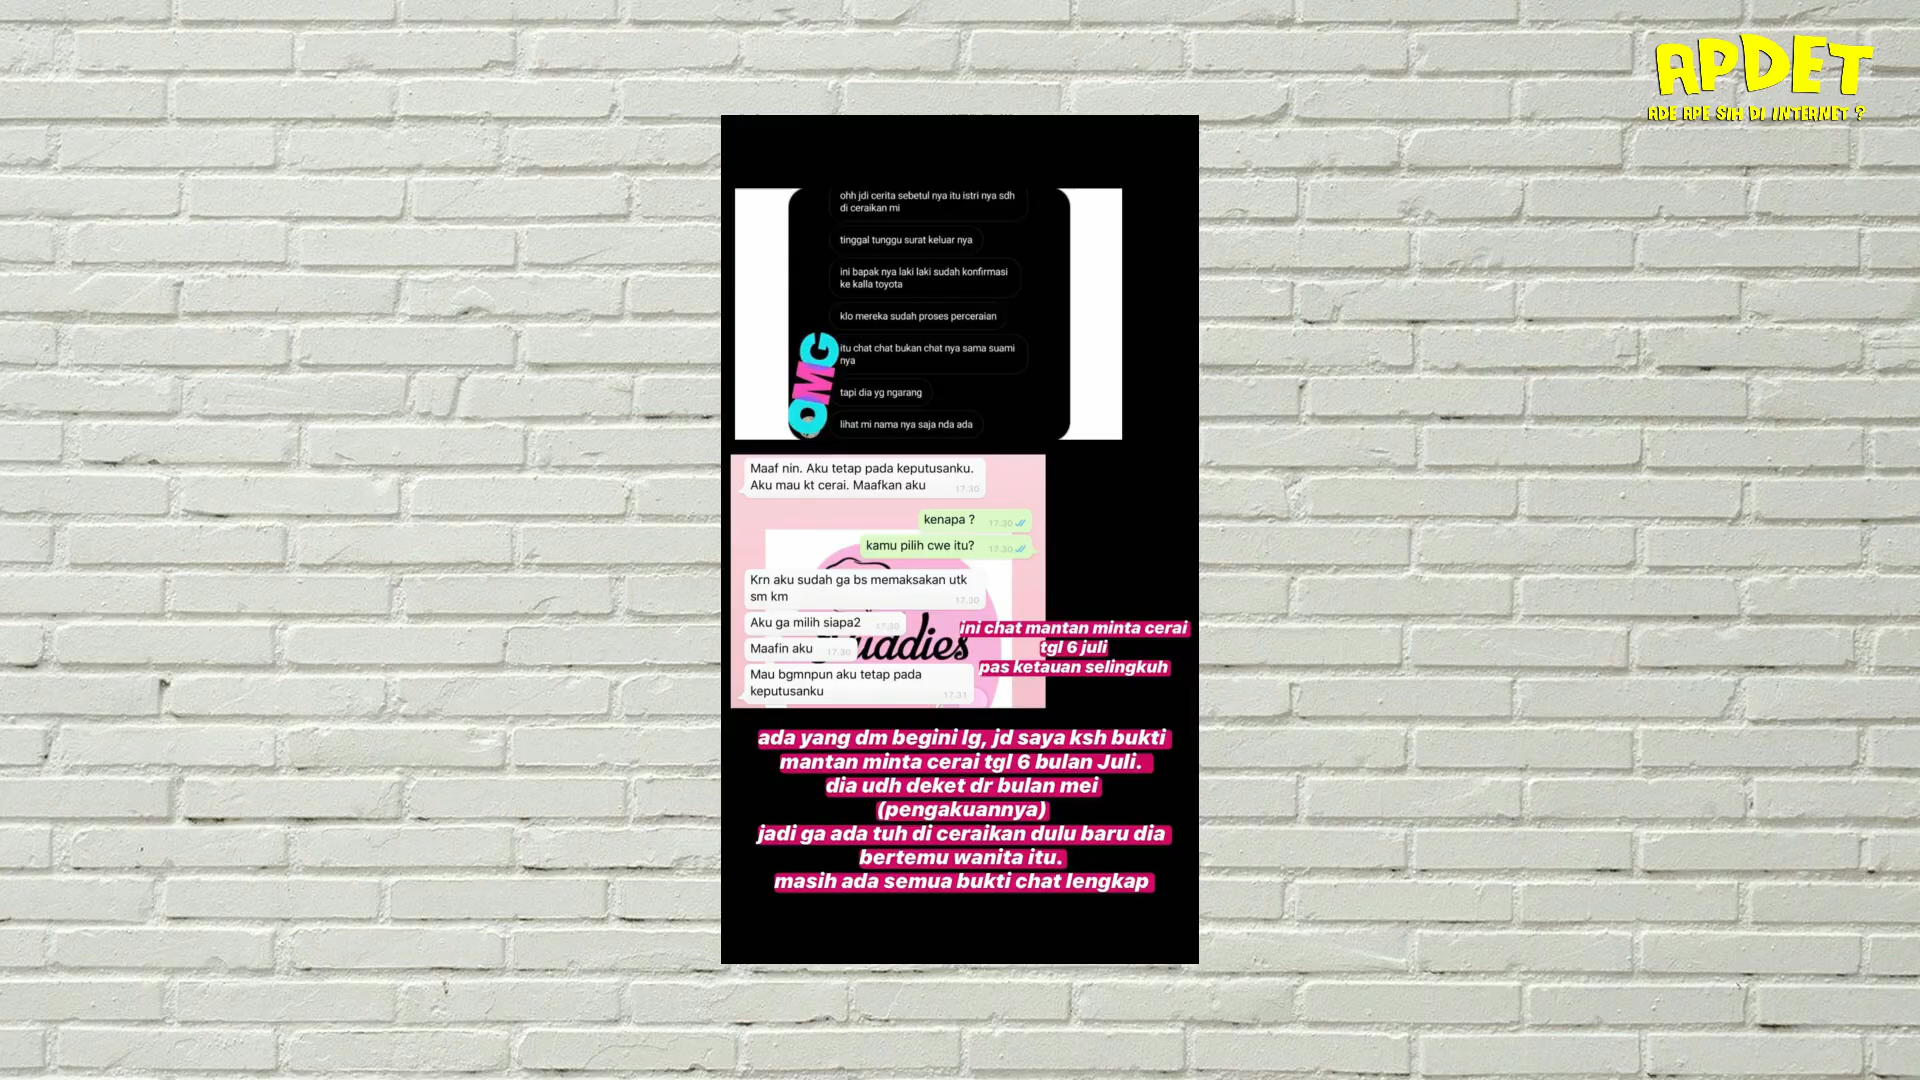 APDET
ADE APE SIH DI INTERNET ?
ohh jdi cerita sebetul nya itu istri nya sdh
di ceraikan mi
tinggal tunggu surat keluar nya
ini bapak nya laki laki sudah konfirmasi
ke kalla toyota
klo mereka sudah proses perceraian
itu chat chat bukan chat nya sama suami
nya
tapi dia yg ngarang
lihat mi nama nya saja nda ada
OMG
Maaf nin. Aku tetap pada keputusanku.
Aku mau kt cerai. Maafkan aku 17.30
kenapa ? 17.30
kamu pilih cwe itu? 17.30
Krn aku sudah ga bs memaksakan utk
sm km 17.30
Aku ga milih siapa2 17.30
Maafin aku 17.30
Mau bgmnpun aku tetap pada
keputusanku 17.31
ini chat mantan minta cerai
tgl 6 juli
pas ketauan selingkuh
ada yang dm begini lg, jd saya ksh bukti
mantan minta cerai tgl 6 bulan Juli.
dia udh deket dr bulan mei
(pengakuannya)
jadi ga ada tuh di ceraikan dulu baru dia
bertemu wanita itu.
masih ada semua bukti chat lengkap